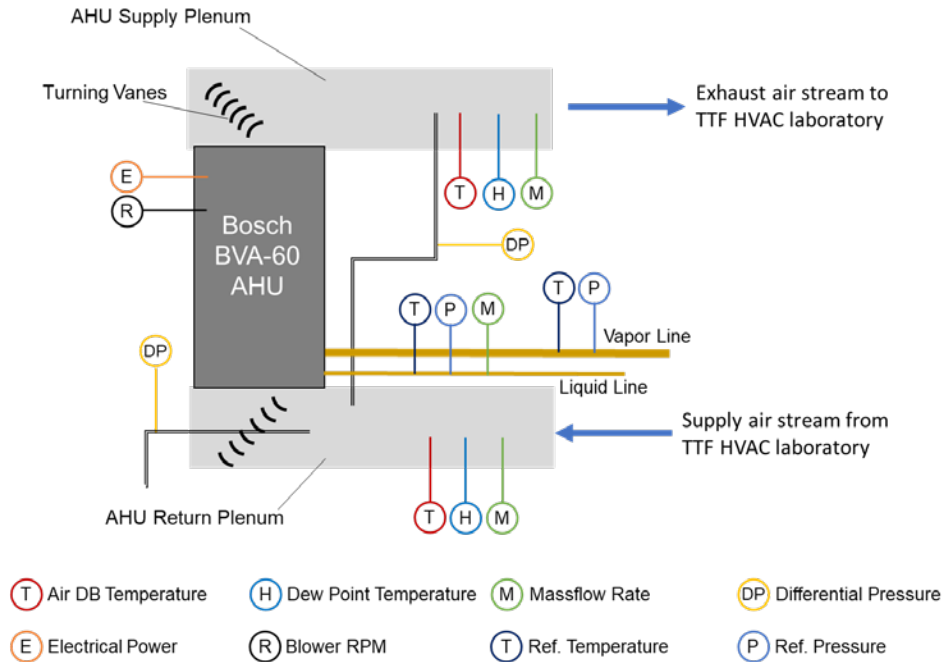 AHU Supply Plenum
Turning Vanes
Exhaust air stream to
TTF HVAC laboratory
E
R
T
H
M
Bosch
BVA-60
AHU
DP
T
P
T
P
M
Vapor Line
DP
Liquid Line
Supply air stream from
TTF HVAC laboratory
AHU Return Plenum
T
H
M
T Air DB Temperature
H Dew Point Temperature
M Massflow Rate
DP Differential Pressure
E Electrical Power
R Blower RPM
T Ref. Temperature
P Ref. Pressure